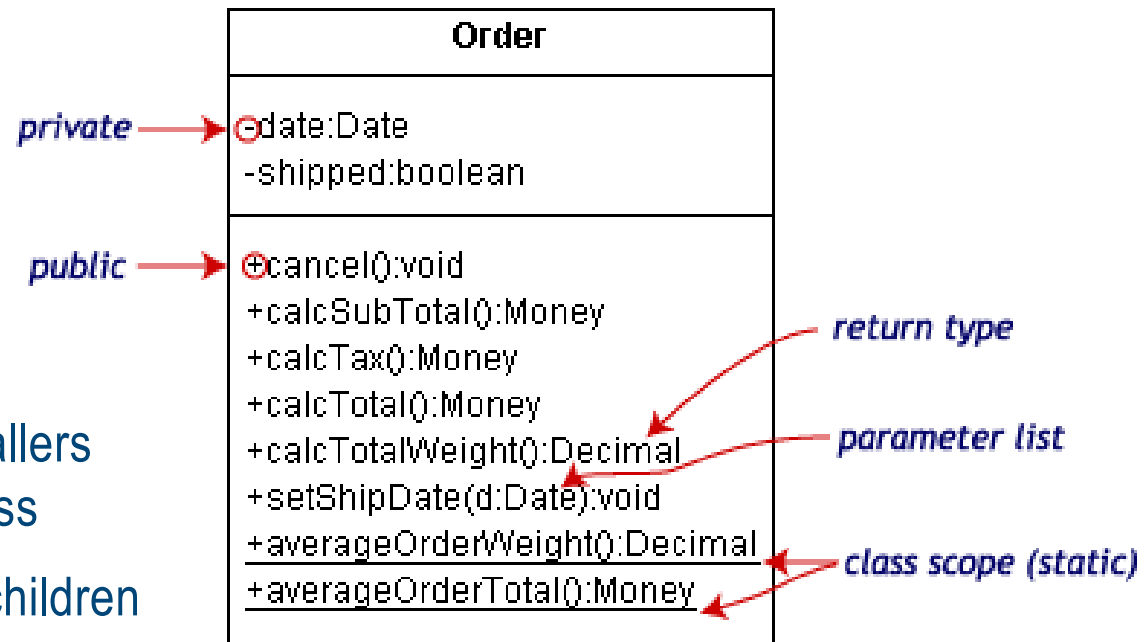 Order
private
-date:Date
-shipped:boolean
public
+cancel():void
+calcSubTotal():Money
+calcTax():Money
+calcTotal():Money
+calcTotalWeight():Decimal
+setShipDate(d:Date):void
+averageOrderWeight():Decimal
+averageOrderTotal():Money
return type
parameter list
class scope (static)
allers
ss
children